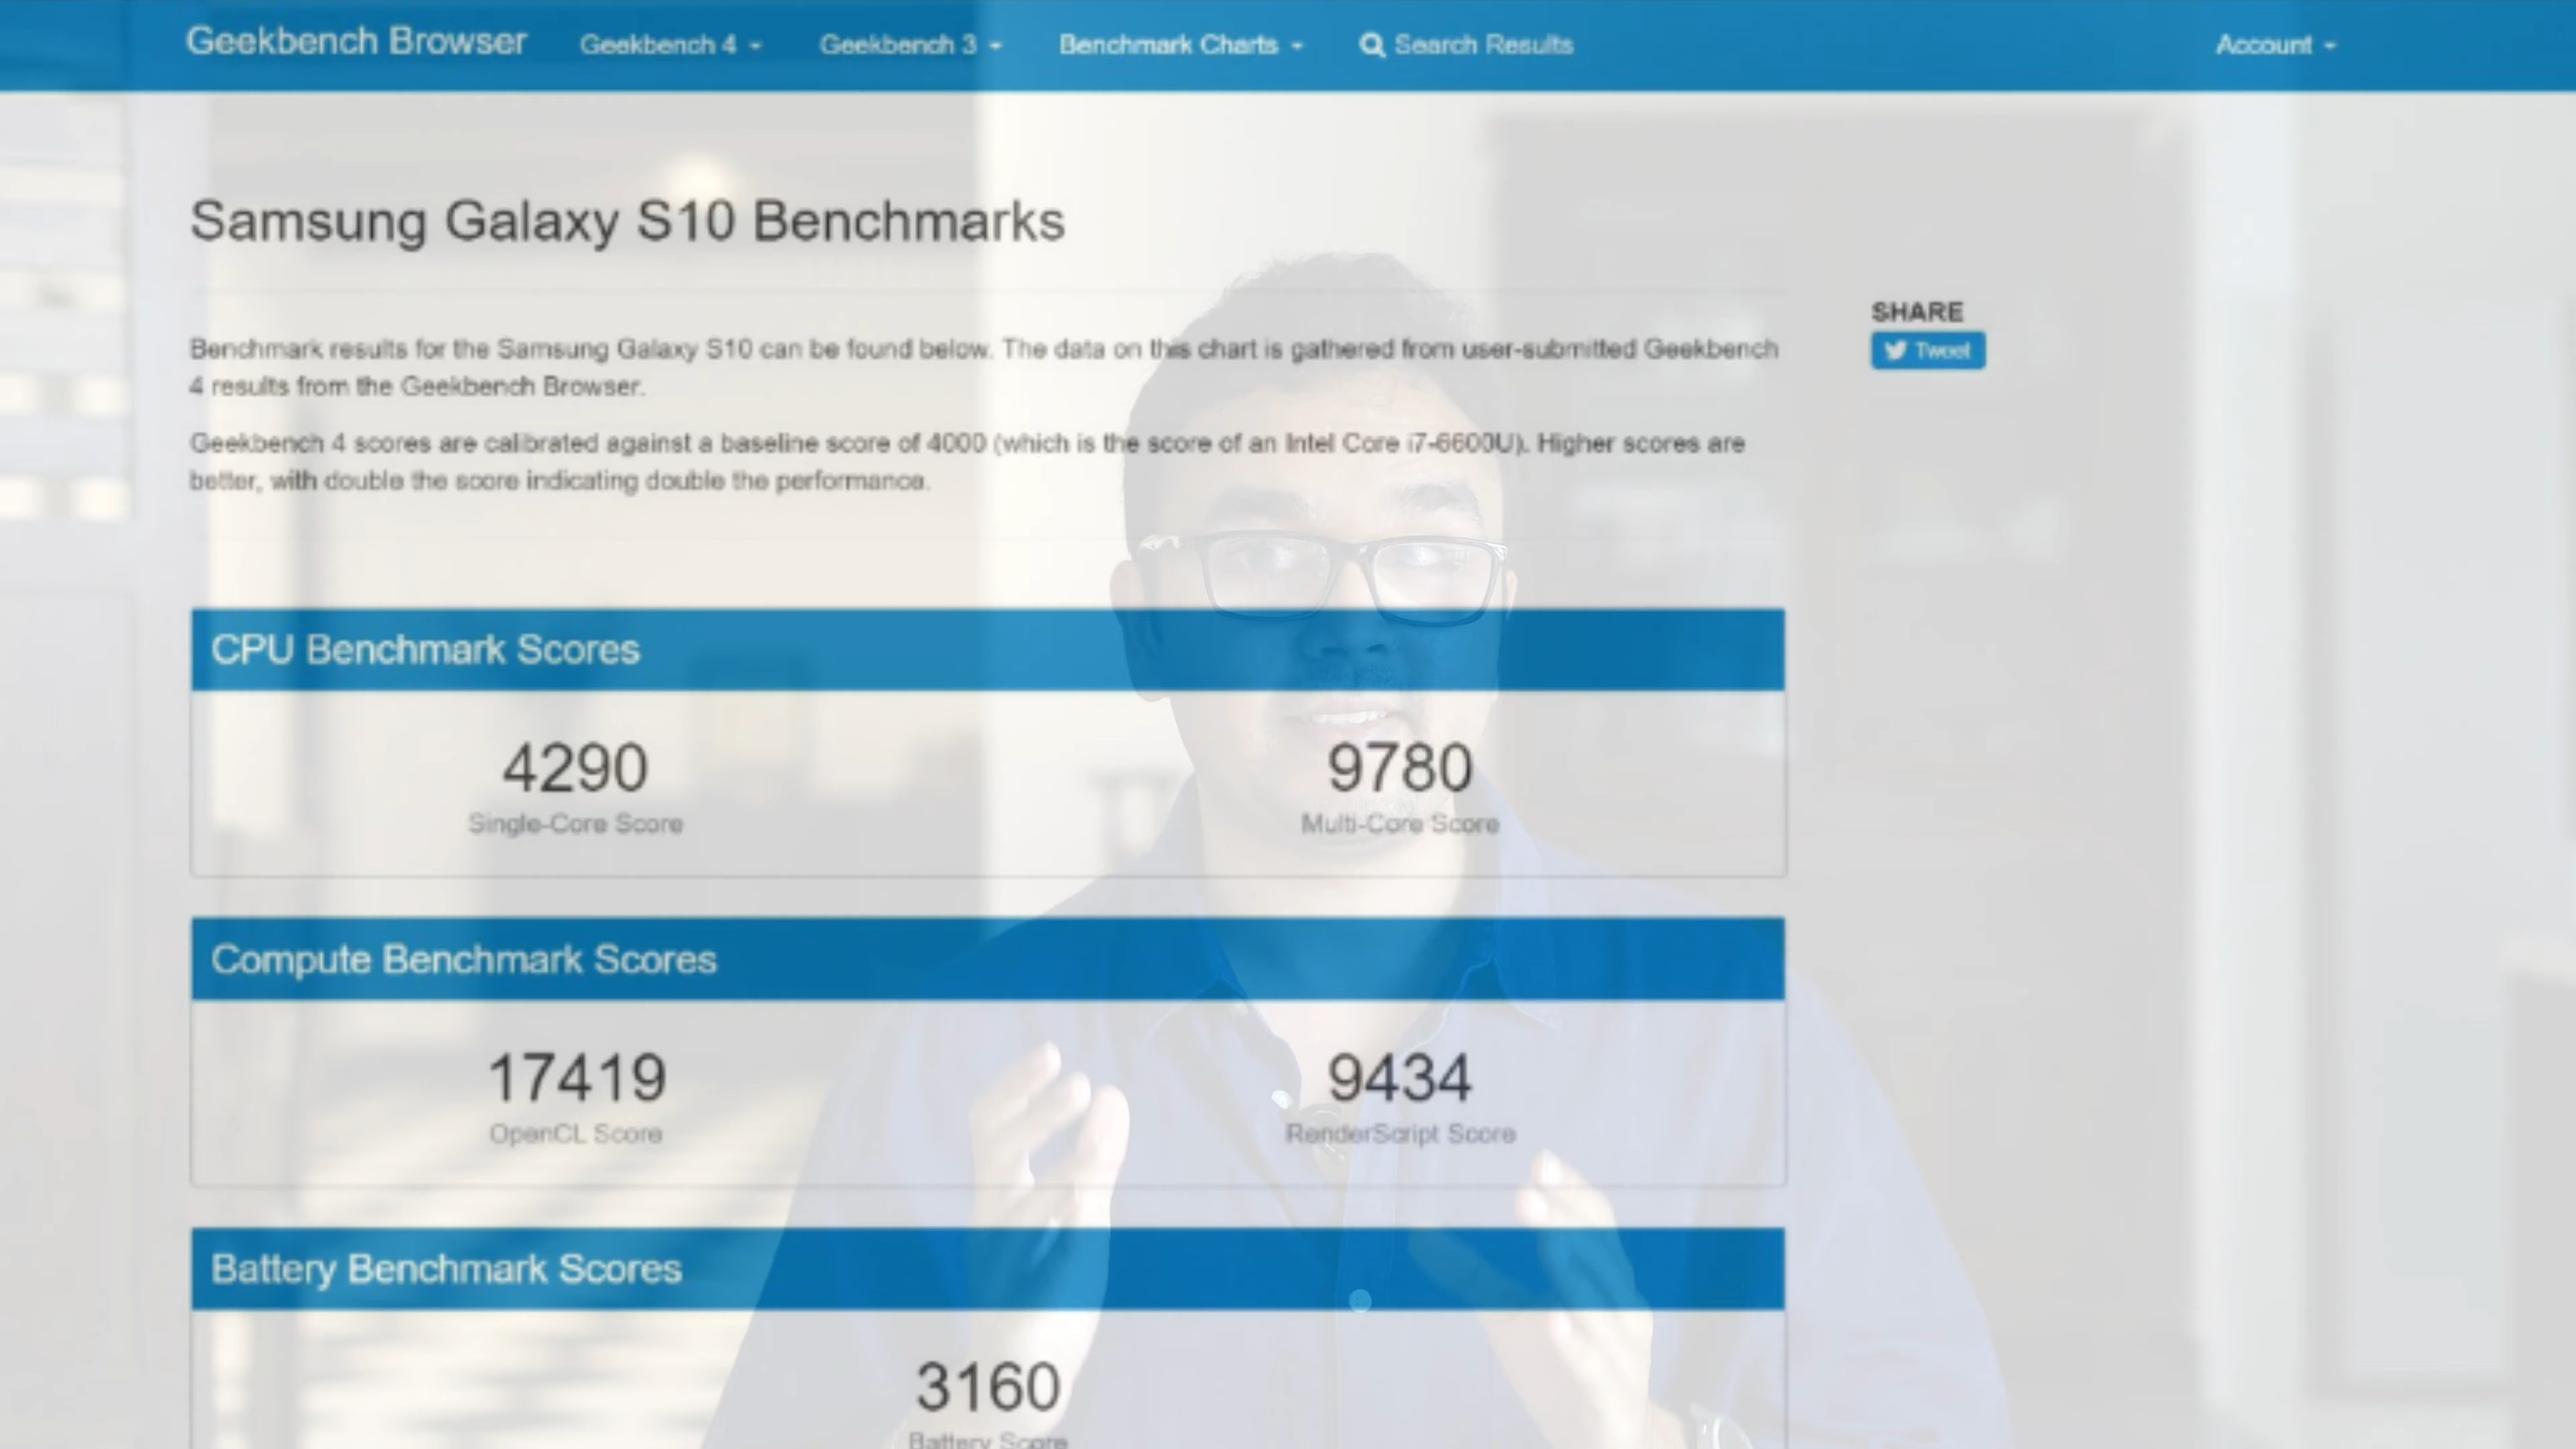 Geekbench Browser Geekbench 4 Geekbench 3 Benchmark Charts Search Results Account
Samsung Galaxy S10 Benchmarks
SHARE
Tweet
Benchmark results for the Samsung Galaxy S10 can be found below. The data on this chart is gathered from user-submitted Geekbench
4 results from the Geekbench Browser.
Geekbench 4 scores are calibrated against a baseline score of 4000 (which is the score of an Intel Core i7-6600U). Higher scores are
better, with double the score indicating double the performance.
CPU Benchmark Scores
4290 9780
Single-Core Score Multi-Core Score
Compute Benchmark Scores
17419 9434
OpenCL Score RenderScript Score
Battery Benchmark Scores
3160
Battery Score